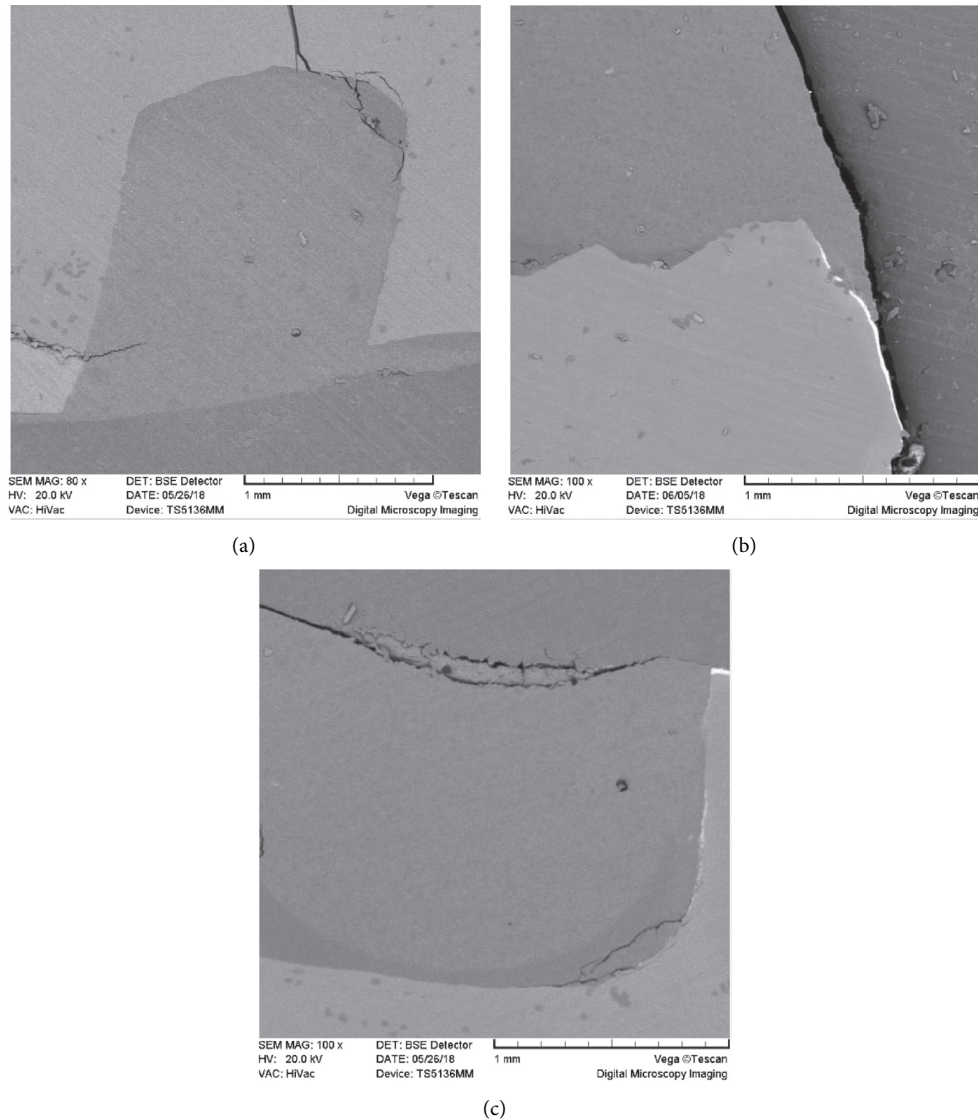 SEM MAG: 80 x DET: BSE Detector
HV: 20.0 kV DATE: 05/26/18 1 mm Vega ©Tescan
VAC: HiVac Device: TS5136MM Digital Microscopy Imaging
(a)
SEM MAG: 100 x DET: BSE Detector
HV: 20.0 kV DATE: 06/05/18 1 mm Vega ©Tescan
VAC: HiVac Device: TS5136MM Digital Microscopy Imaging
(b)
SEM MAG: 100 x DET: BSE Detector
HV: 20.0 kV DATE: 05/26/18 1 mm Vega ©Tescan
VAC: HiVac Device: TS5136MM Digital Microscopy Imaging
(c)